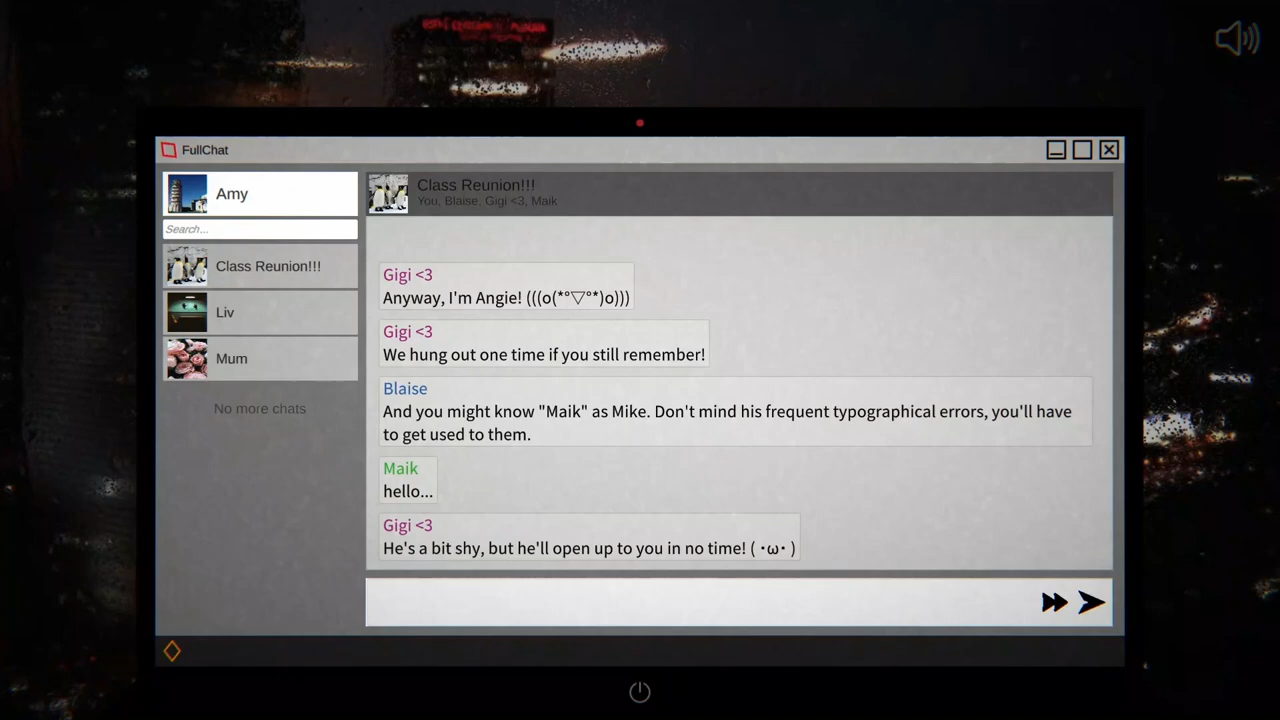 FullChat
Amy
Search...
Class Reunion!!!
Liv
Mum
No more chats
Class Reunion!!!
You, Blaise, Gigi <3, Maik
Gigi <3
Anyway, I'm Angie! (((o(*°▽°*)o)))
Gigi <3
We hung out one time if you still remember!
Blaise
And you might know "Maik" as Mike. Don't mind his frequent typographical errors, you'll have
to get used to them.
Maik
hello...
Gigi <3
He's a bit shy, but he'll open up to you in no time! ( ･ω･ )